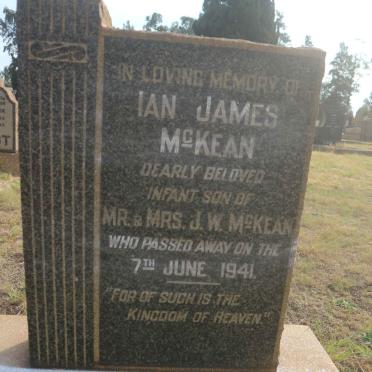 IN LOVING MEMORY OF
IAN JAMES
McKEAN
DEARLY BELOVED
INFANT SON OF
MR. & MRS. J. W. McKEAN
WHO PASSED AWAY ON THE
7TH JUNE 1941.
"FOR OF SUCH IS THE
KINGDOM OF HEAVEN."